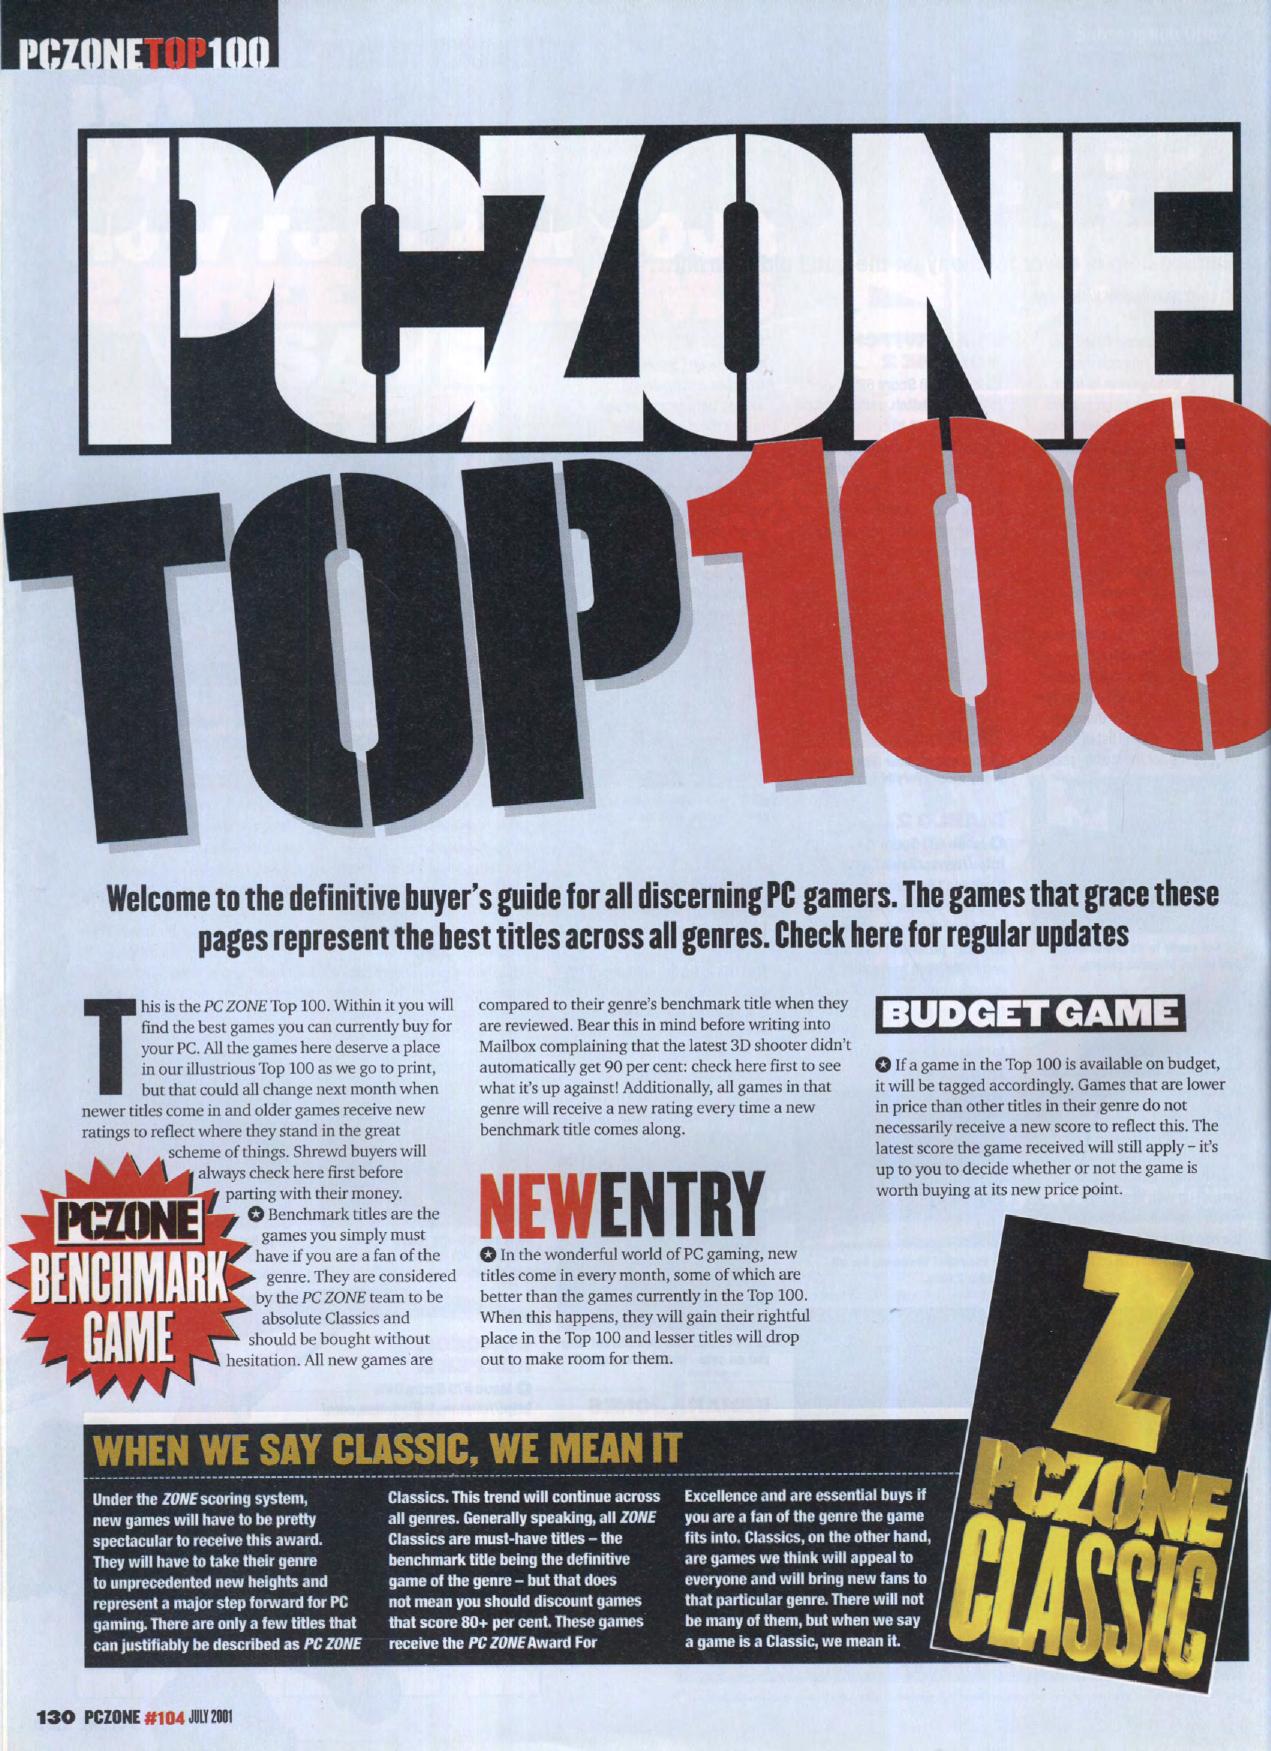 PCZONETOP100
PCZONE
TOP100
Welcome to the definitive buyer's guide for all discerning PC gamers. The games that grace these
pages represent the best titles across all genres. Check here for regular updates
This is the PC ZONE Top 100. Within it you will
find the best games you can currently buy for
your PC. All the games here deserve a place
in our illustrious Top 100 as we go to print,
but that could all change next month when
newer titles come in and older games receive new
ratings to reflect where they stand in the great
scheme of things. Shrewd buyers will
always check here first before
parting with their money.
✪ Benchmark titles are the
games you simply must
have if you are a fan of the
genre. They are considered
by the PC ZONE team to be
absolute Classics and
should be bought without
hesitation. All new games are
PCZONE
BENCHMARK
GAME
compared to their genre's benchmark title when they
are reviewed. Bear this in mind before writing into
Mailbox complaining that the latest 3D shooter didn't
automatically get 90 per cent: check here first to see
what it's up against! Additionally, all games in that
genre will receive a new rating every time a new
benchmark title comes along.
NEWENTRY
✪ In the wonderful world of PC gaming, new
titles come in every month, some of which are
better than the games currently in the Top 100.
When this happens, they will gain their rightful
place in the Top 100 and lesser titles will drop
out to make room for them.
BUDGET GAME
✪ If a game in the Top 100 is available on budget,
it will be tagged accordingly. Games that are lower
in price than other titles in their genre do not
necessarily receive a new score to reflect this. The
latest score the game received will still apply – it's
up to you to decide whether or not the game is
worth buying at its new price point.
WHEN WE SAY CLASSIC, WE MEAN IT
Under the ZONE scoring system,
new games will have to be pretty
spectacular to receive this award.
They will have to take their genre
to unprecedented new heights and
represent a major step forward for PC
gaming. There are only a few titles that
can justifiably be described as PC ZONE
Classics. This trend will continue across
all genres. Generally speaking, all ZONE
Classics are must-have titles – the
benchmark title being the definitive
game of the genre – but that does
not mean you should discount games
that score 80+ per cent. These games
receive the PC ZONE Award For
Excellence and are essential buys if
you are a fan of the genre the game
fits into. Classics, on the other hand,
are games we think will appeal to
everyone and will bring new fans to
that particular genre. There will not
be many of them, but when we say
a game is a Classic, we mean it.
Z
PCZONE
CLASSIC
130 PCZONE #104 JULY 2001